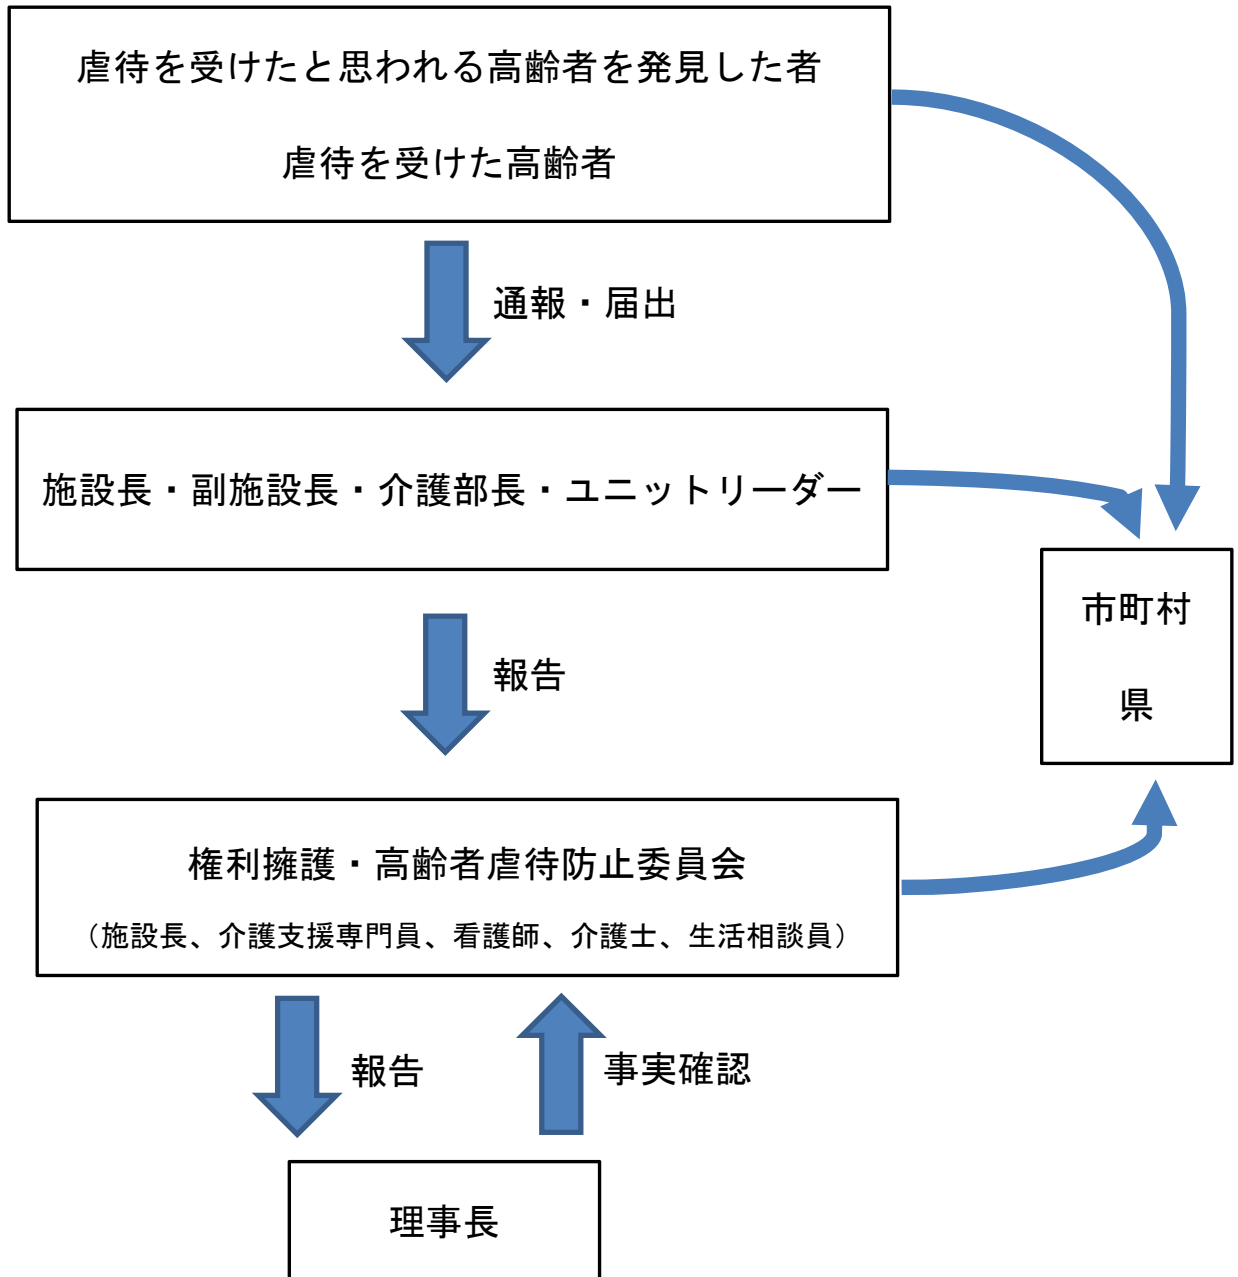 虐待を受けたと思われる高齢者を発見した者
虐待を受けた高齢者
通報・届出
施設長・副施設長・介護部長・ユニットリーダー
市町村
県
報告
権利擁護・高齢者虐待防止委員会
（施設長、介護支援専門員、看護師、介護士、生活相談員）
報告
事実確認
理事長